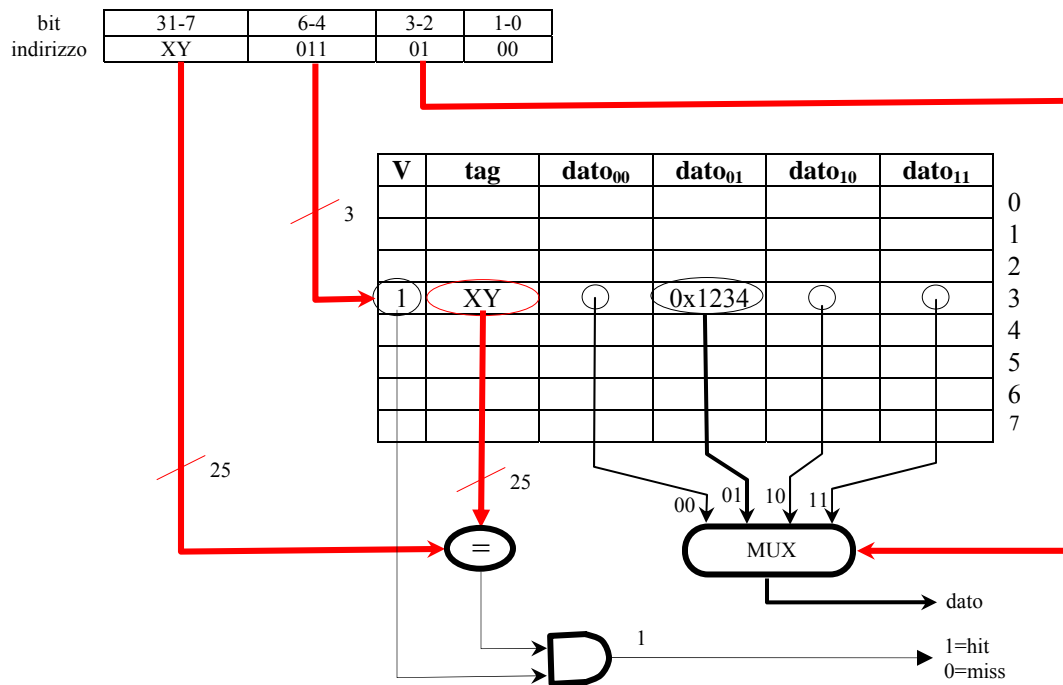 bit 31-7 6-4 3-2 1-0
indirizzo XY 011 01 00
V tag dato₀₀ dato₀₁ dato₁₀ dato₁₁
0
3
1
2
1 XY 0x1234 3
4
5
6
7
25
25
00 01 10 11
= MUX
dato
1
1=hit
0=miss